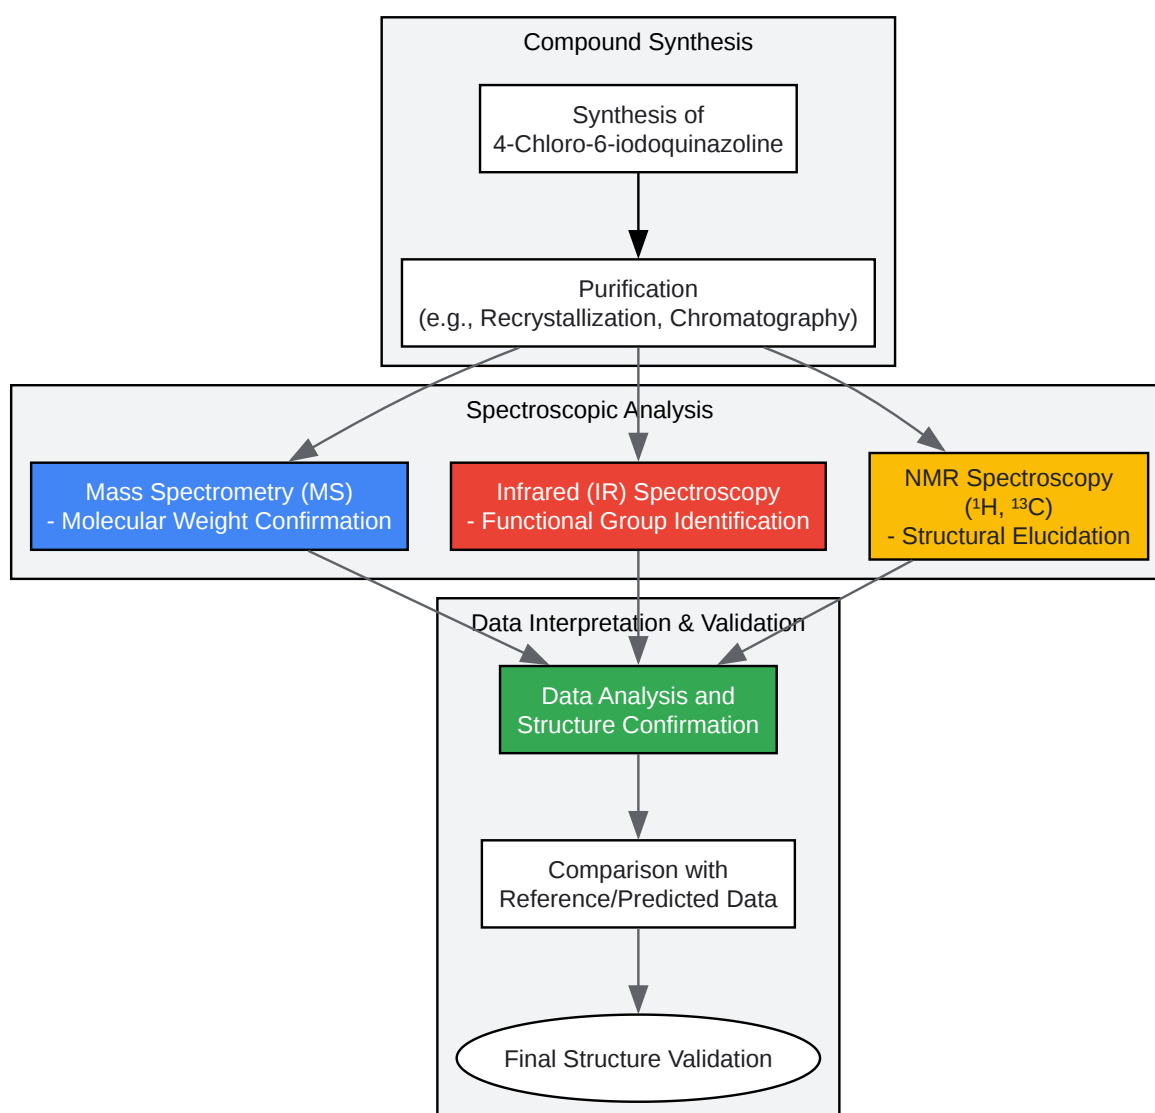 Compound Synthesis
Synthesis of
4-Chloro-6-iodoquinazoline
Purification
(e.g., Recrystallization, Chromatography)
Spectroscopic Analysis
Mass Spectrometry (MS)
- Molecular Weight Confirmation
Infrared (IR) Spectroscopy
- Functional Group Identification
NMR Spectroscopy
(¹H, ¹³C)
- Structural Elucidation
Data Interpretation & Validation
Data Analysis and
Structure Confirmation
Comparison with
Reference/Predicted Data
Final Structure Validation